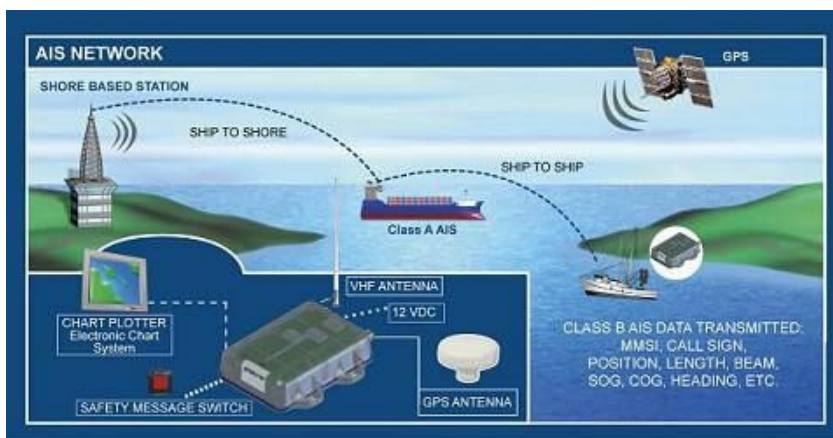 AIS NETWORK
GPS
SHORE BASED STATION
SHIP TO SHORE
SHIP TO SHIP
Class A AIS
VHF ANTENNA
12 VDC
CHART PLOTTER
Electronic Chart
System
SAFETY MESSAGE SWITCH
GPS ANTENNA
CLASS B AIS DATA TRANSMITTED:
MMSI, CALL SIGN,
POSITION, LENGTH, BEAM,
SOG, COG, HEADING, ETC.